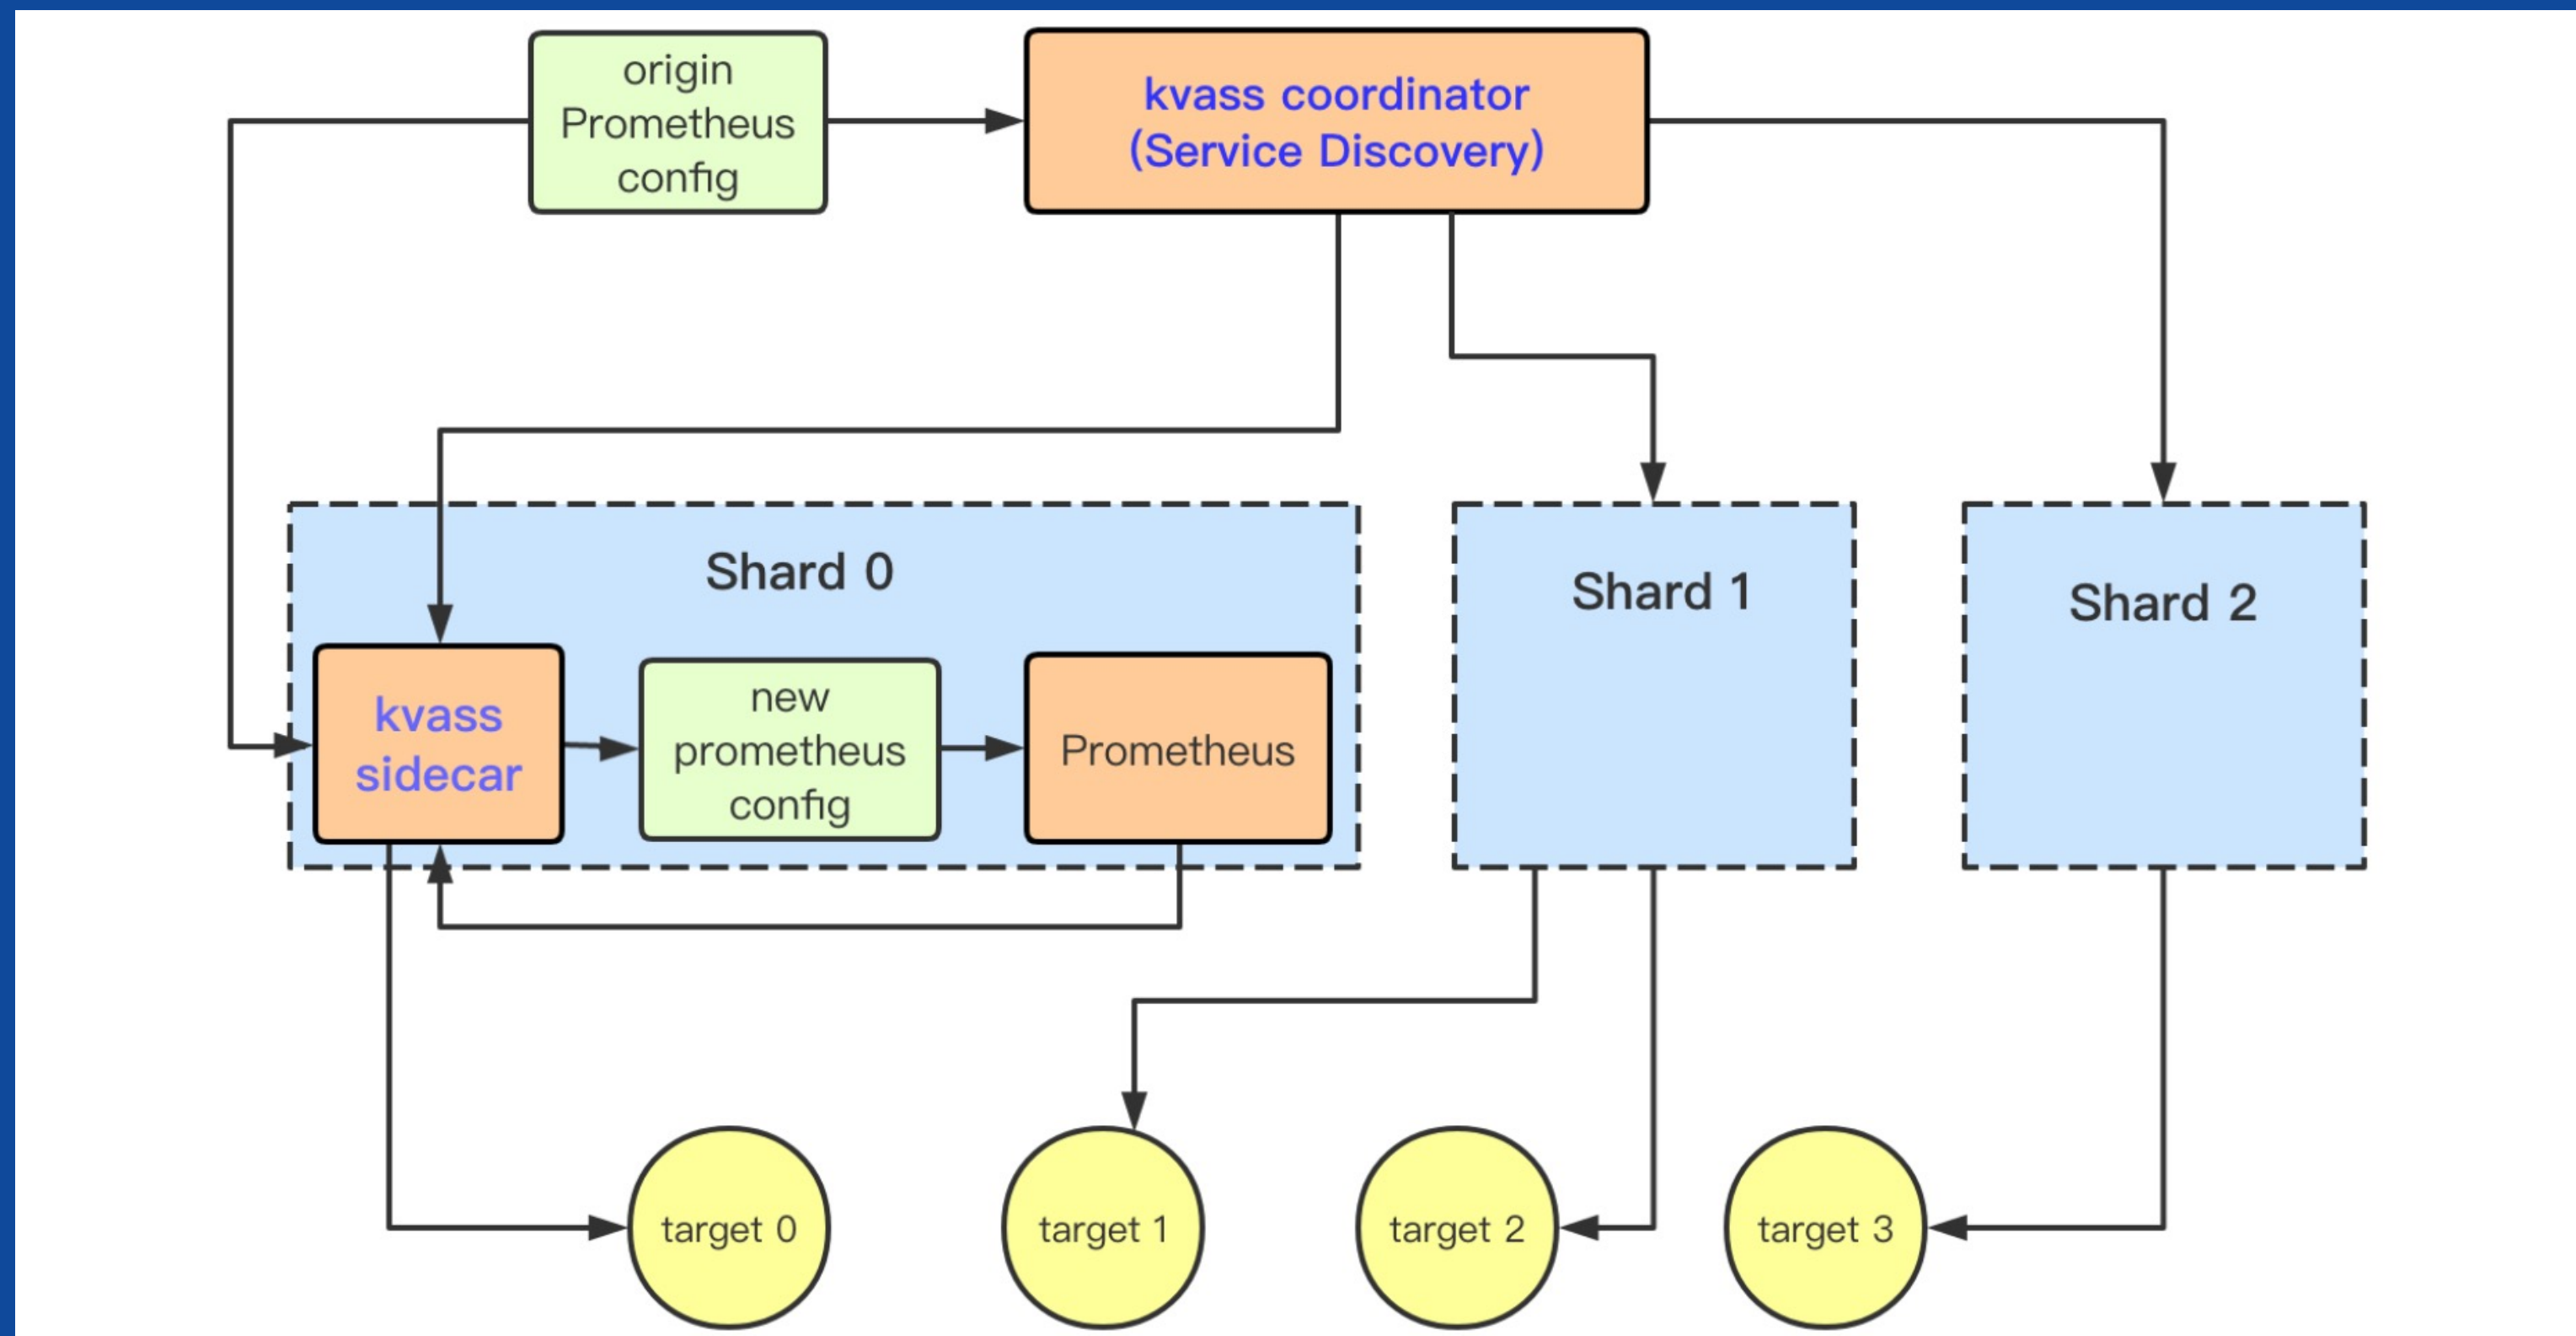 origin
Prometheus
config
kvass coordinator
(Service Discovery)
Shard 0
Shard 1
Shard 2
kvass
sidecar
new
prometheus
config
Prometheus
target 0
target 1
target 2
target 3